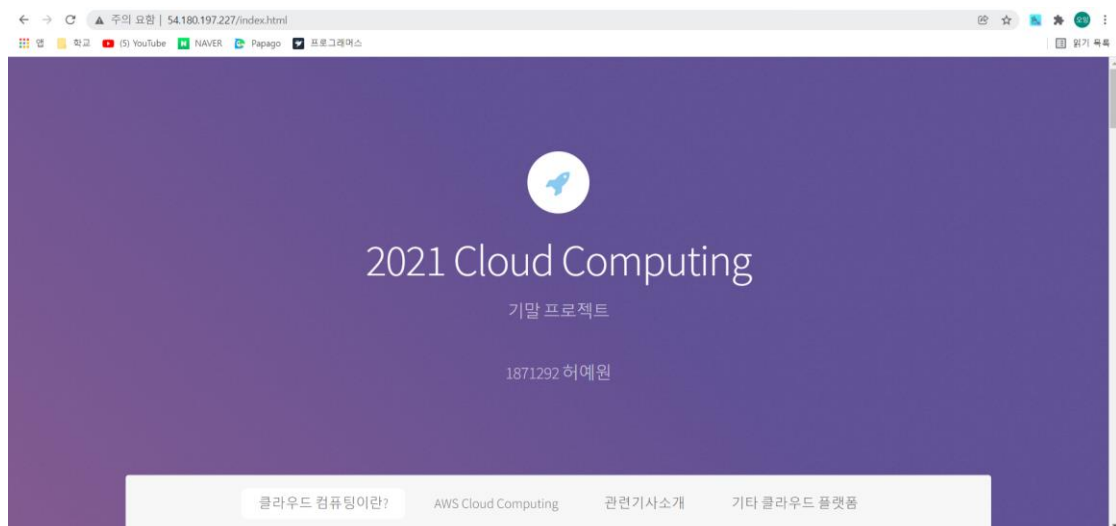 주의 요함 | 54.180.197.227/index.html
앱 학교 (5) YouTube NAVER Papago 프로그래머스 읽기 목록
2021 Cloud Computing
기말 프로젝트
1871292 허예원
클라우드 컴퓨팅이란? AWS Cloud Computing 관련기사소개 기타 클라우드 플랫폼